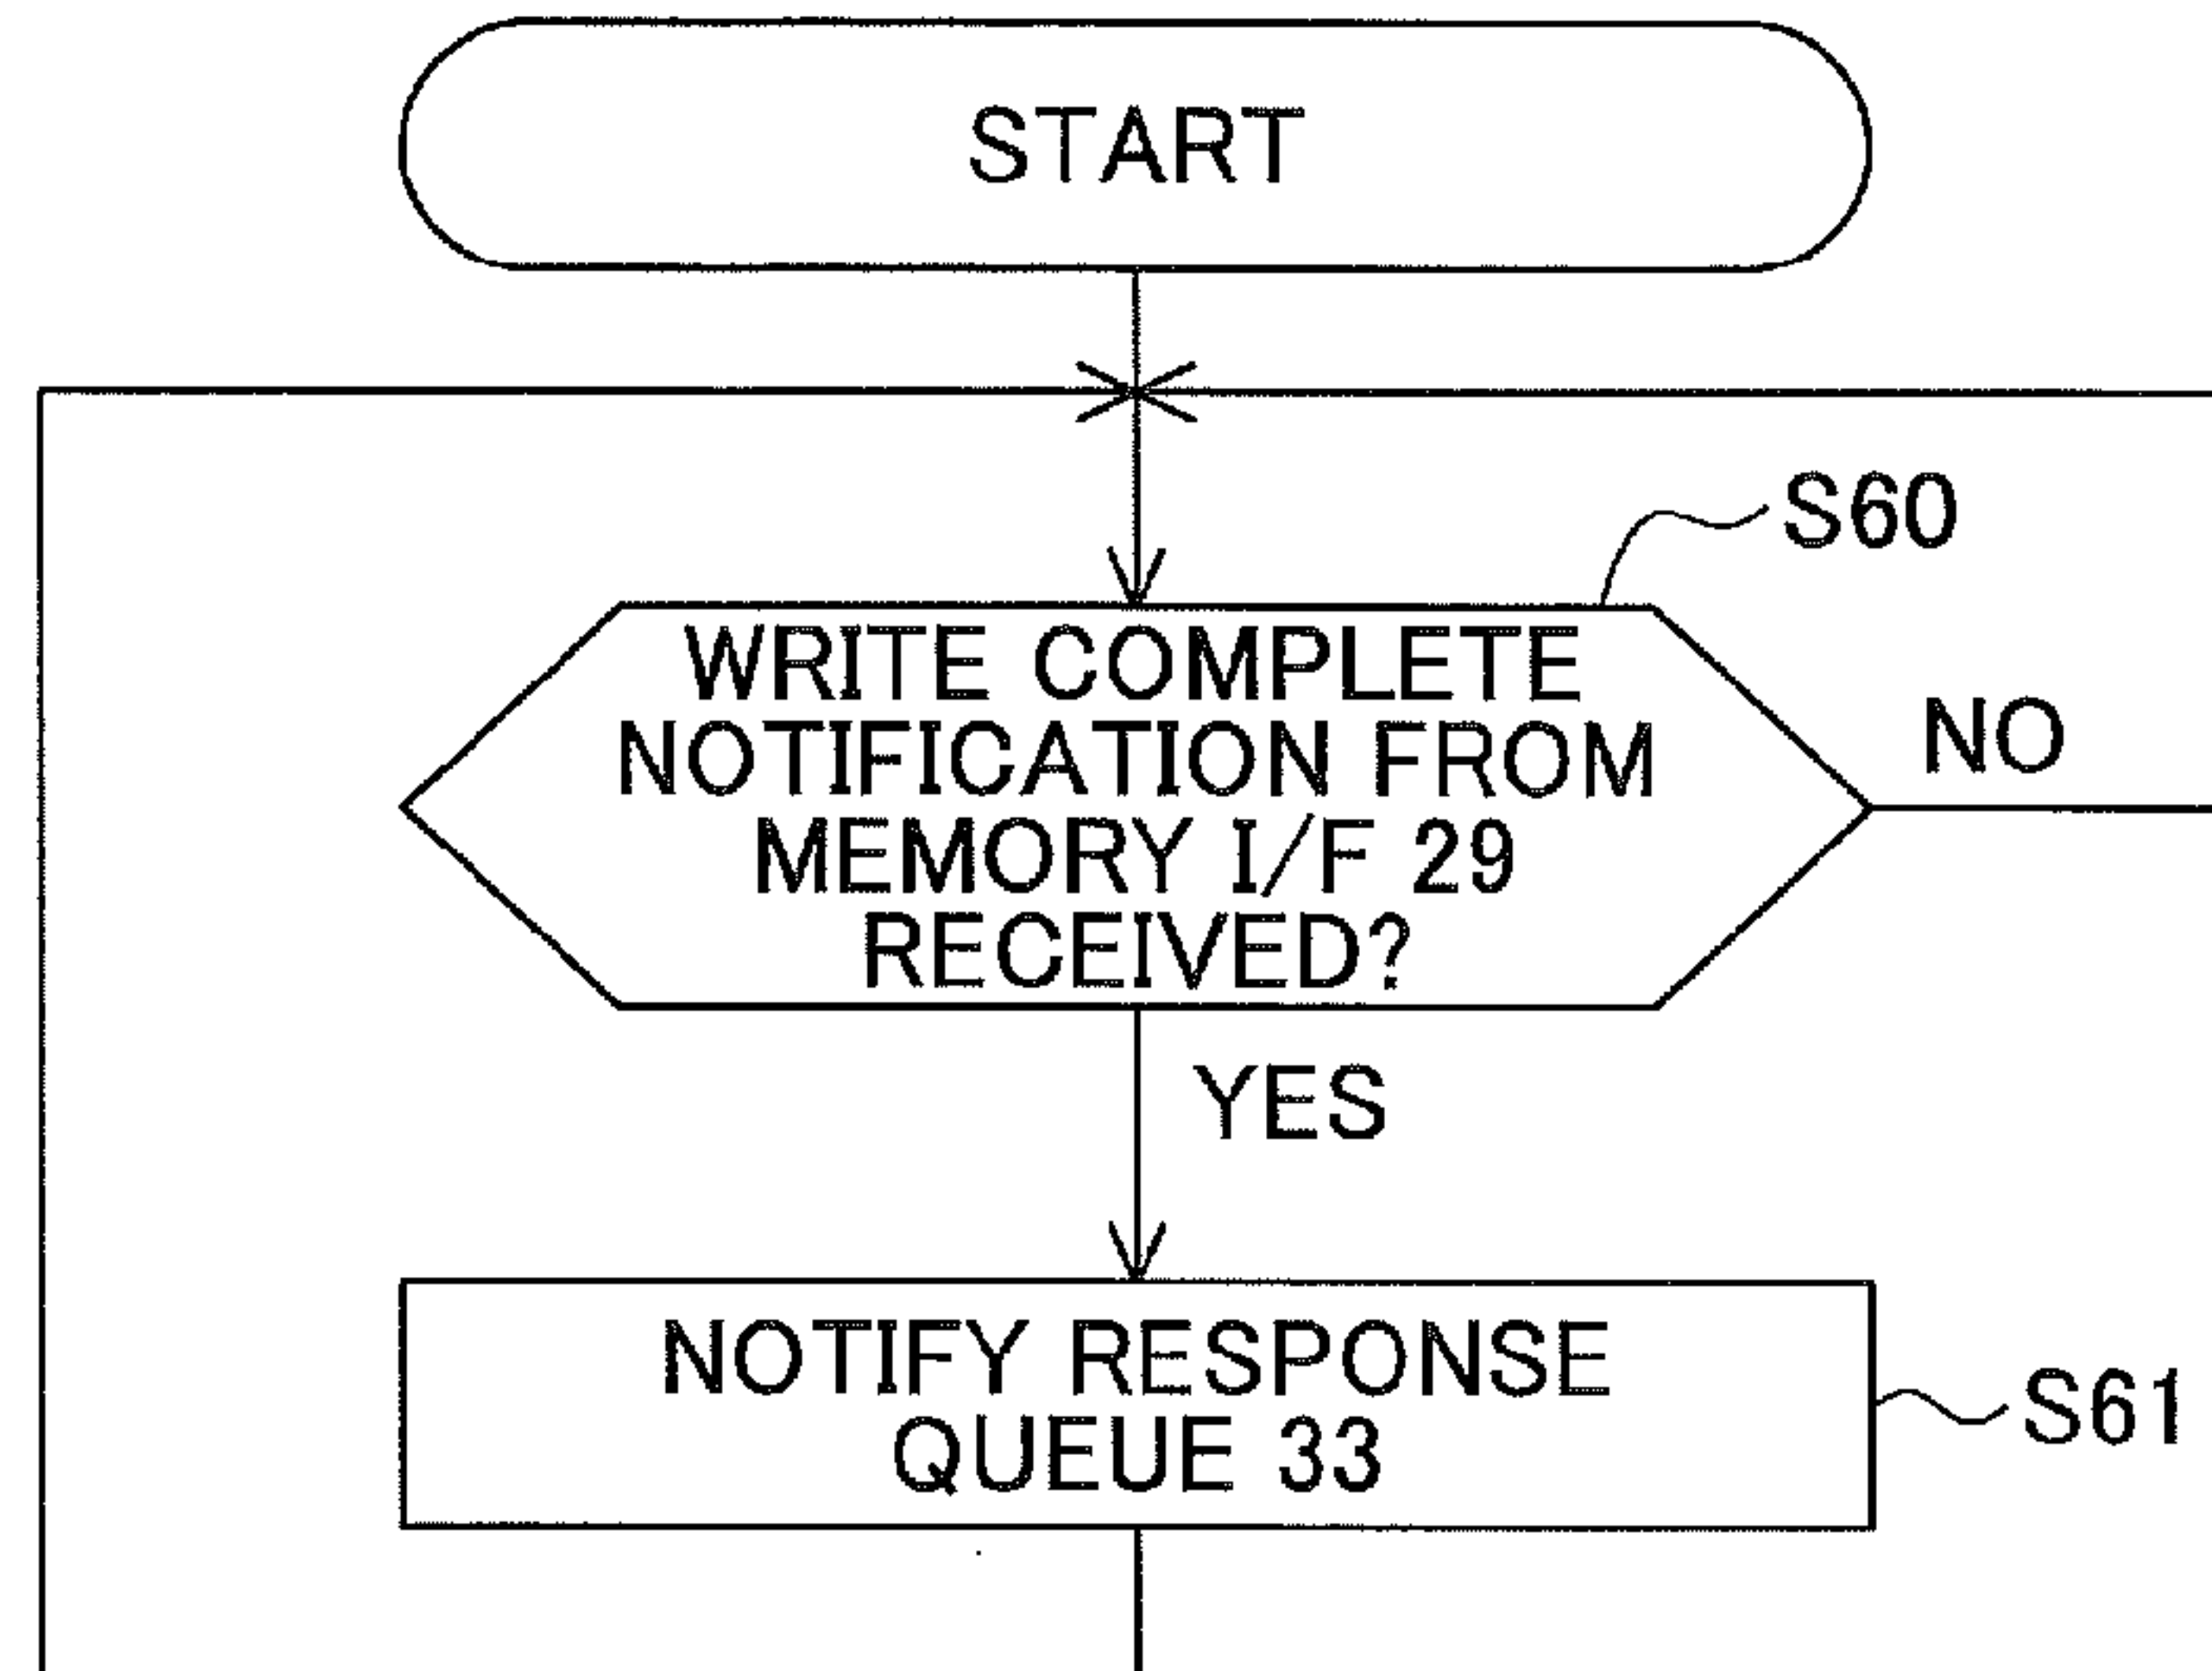 START
S60
WRITE COMPLETE
NOTIFICATION FROM
MEMORY I/F 29
RECEIVED?
NO
YES
NOTIFY RESPONSE
QUEUE 33
S61